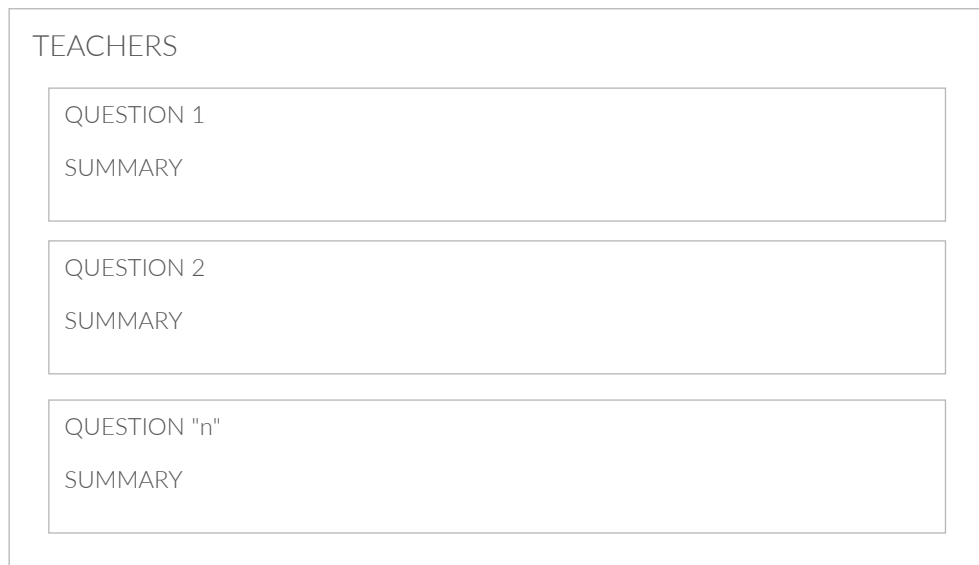 TEACHERS
QUESTION 1
SUMMARY
QUESTION 2
SUMMARY
QUESTION "n"
SUMMARY